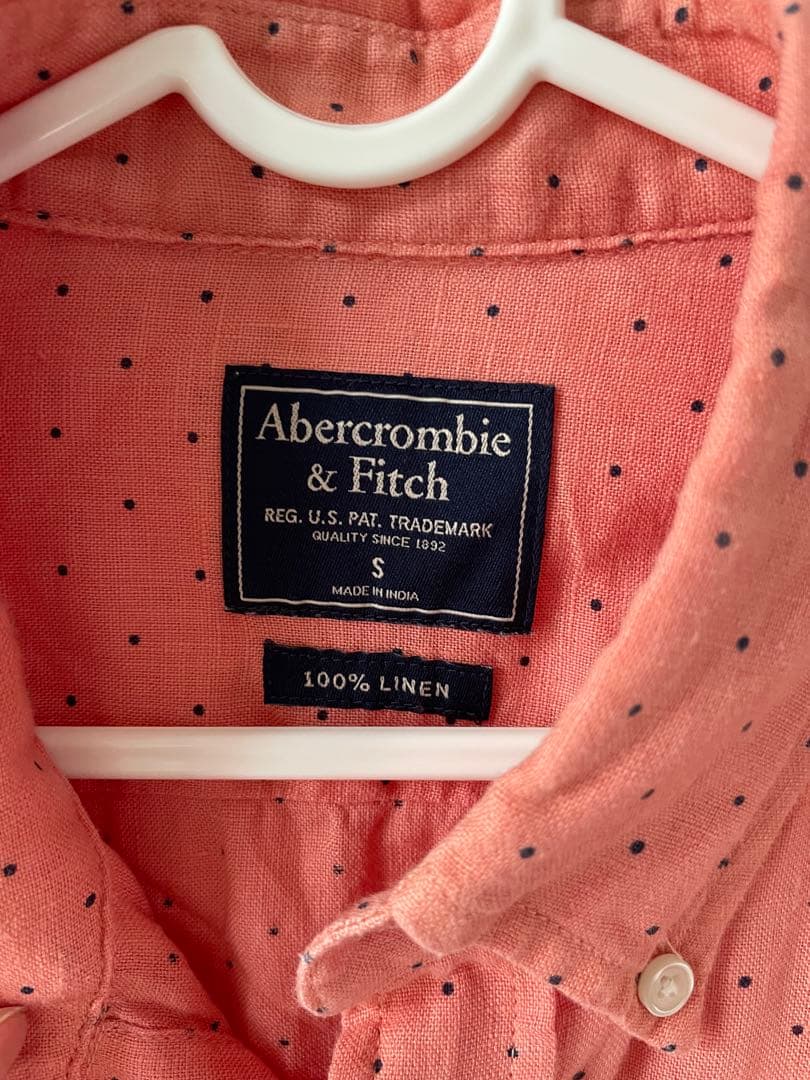 Abercrombie
& Fitch
REG. U.S. PAT. TRADEMARK
QUALITY SINCE 1892
S
MADE IN INDIA
100% LINEN